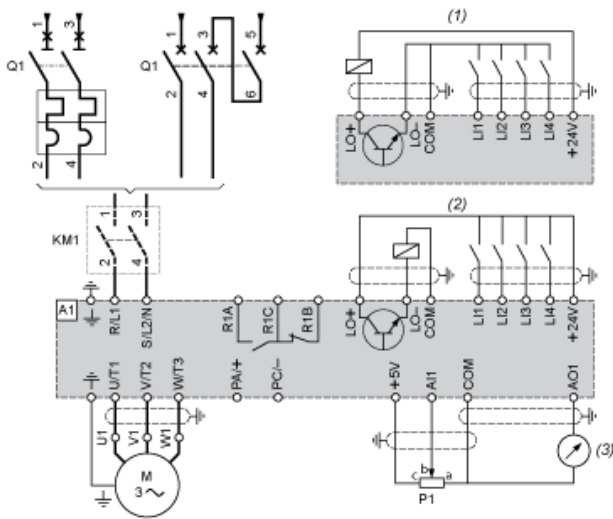 1 3 1 3 5
Q1 Q1
2 4 6
2 4
(1)
LO+ LO- COM LI1 LI2 LI3 LI4 +24V
1 3
KM1
2 4
(2)
A1
R/L1 S/L2/N R1A R1C R1B LO+ LO- COM LI1 LI2 LI3 LI4 +24V
U/T1 V/T2 W/T3 PA/+ PC/- +5V AI1 COM AO1
U1 V1 W1
(3)
M
3~
c b a
P1